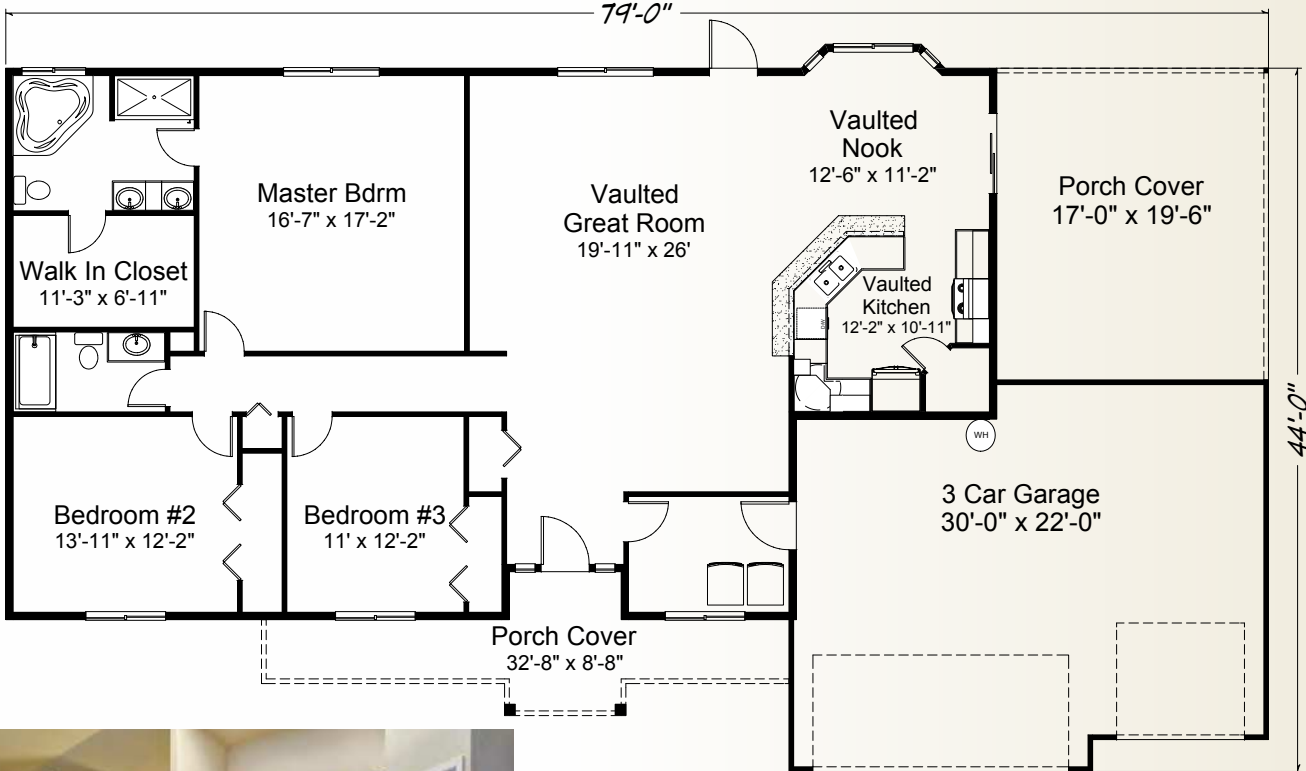 79'-0"
Vaulted
Nook
12'-6" x 11'-2"
Master Bdrm
16'-7" x 17'-2"
Vaulted
Great Room
19'-11" x 26'
Porch Cover
17'-0" x 19'-6"
Walk In Closet
11'-3" x 6'-11"
Vaulted
Kitchen
12'-2" x 10'-11"
DW
44'-0"
WH
3 Car Garage
30'-0" x 22'-0"
Bedroom #2
13'-11" x 12'-2"
Bedroom #3
11' x 12'-2"
Porch Cover
32'-8" x 8'-8"